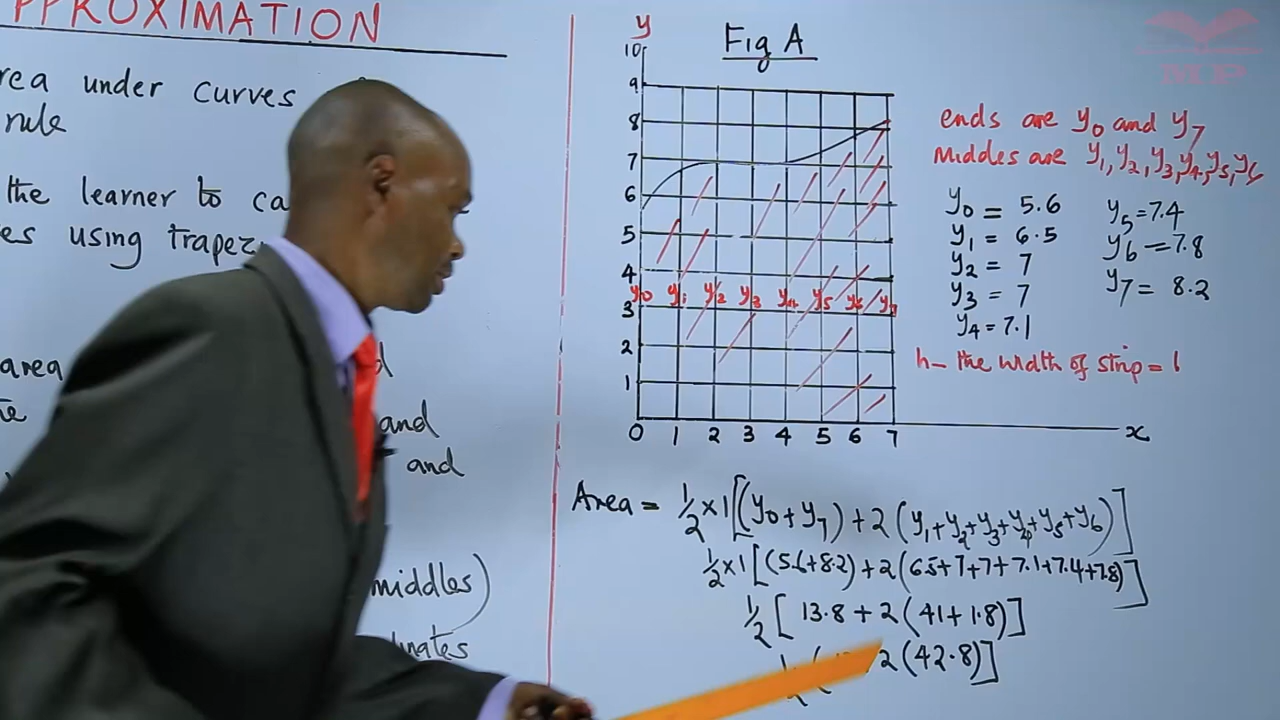 PPROXIMATION
rea under curves
rule
the learner to ca
es using trapez
area
the
and
and
middles)
nates
Fig A
y
10
9
8
7
6
5
4
y0 y1 y2 y3 y4 y5 y6 y7
3
2
1
0 1 2 3 4 5 6 7 x
ends are y0 and y7
Middles are y1, y2, y3, y4, y5, y6
y0 = 5.6
y1 = 6.5
y2 = 7
y3 = 7
y4 = 7.1
y5 = 7.4
y6 = 7.8
y7 = 8.2
h– the width of strip = 1
Area = 1/2 × 1 [(y0 + y7) + 2 (y1 + y2 + y3 + y4 + y5 + y6)]
1/2 × 1 [(5.6 + 8.2) + 2 (6.5 + 7 + 7 + 7.1 + 7.4 + 7.8)]
1/2 [ 13.8 + 2 (41 + 1.8)]
2 (42.8)]